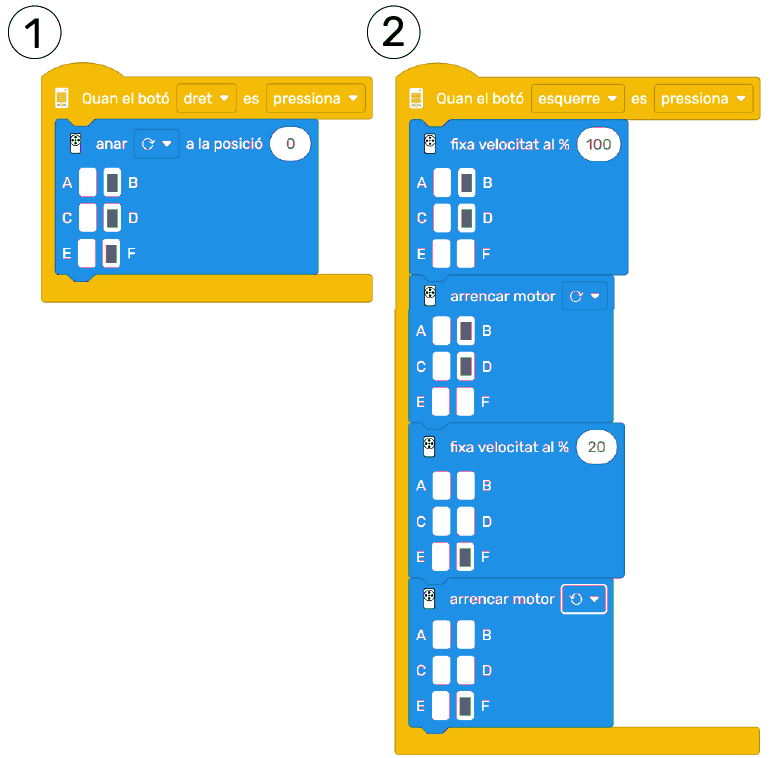 1
Quan el botó dret es pressiona
anar a la posició 0
A B
C D
E F
2
Quan el botó esquerre es pressiona
fixa velocitat al % 100
A B
C D
E F
arrencar motor
A B
C D
E F
fixa velocitat al % 20
A B
C D
E F
arrencar motor
A B
C D
E F